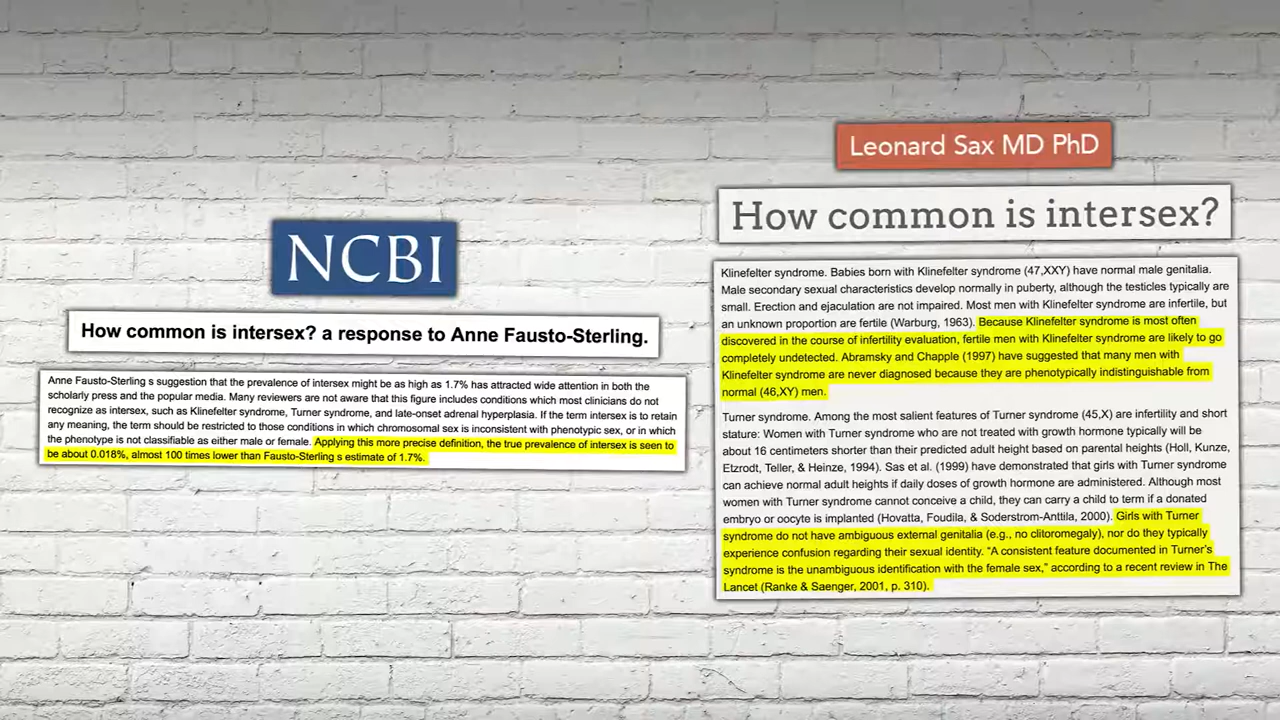 NCBI
How common is intersex? a response to Anne Fausto-Sterling.
Anne Fausto-Sterling s suggestion that the prevalence of intersex might be as high as 1.7% has attracted wide attention in both the
scholarly press and the popular media. Many reviewers are not aware that this figure includes conditions which most clinicians do not
recognize as intersex, such as Klinefelter syndrome, Turner syndrome, and late-onset adrenal hyperplasia. If the term intersex is to retain
any meaning, the term should be restricted to those conditions in which chromosomal sex is inconsistent with phenotypic sex, or in which
the phenotype is not classifiable as either male or female. Applying this more precise definition, the true prevalence of intersex is seen to
be about 0.018%, almost 100 times lower than Fausto-Sterling s estimate of 1.7%.
Leonard Sax MD PhD
How common is intersex?
Klinefelter syndrome. Babies born with Klinefelter syndrome (47,XXY) have normal male genitalia.
Male secondary sexual characteristics develop normally in puberty, although the testicles typically are
small. Erection and ejaculation are not impaired. Most men with Klinefelter syndrome are infertile, but
an unknown proportion are fertile (Warburg, 1963). Because Klinefelter syndrome is most often
discovered in the course of infertility evaluation, fertile men with Klinefelter syndrome are likely to go
completely undetected. Abramsky and Chapple (1997) have suggested that many men with
Klinefelter syndrome are never diagnosed because they are phenotypically indistinguishable from
normal (46,XY) men.
Turner syndrome. Among the most salient features of Turner syndrome (45,X) are infertility and short
stature: Women with Turner syndrome who are not treated with growth hormone typically will be
about 16 centimeters shorter than their predicted adult height based on parental heights (Holl, Kunze,
Etzrodt, Teller, & Heinze, 1994). Sas et al. (1999) have demonstrated that girls with Turner syndrome
can achieve normal adult heights if daily doses of growth hormone are administered. Although most
women with Turner syndrome cannot conceive a child, they can carry a child to term if a donated
embryo or oocyte is implanted (Hovatta, Foudila, & Soderstrom-Anttila, 2000). Girls with Turner
syndrome do not have ambiguous external genitalia (e.g., no clitoromegaly), nor do they typically
experience confusion regarding their sexual identity. "A consistent feature documented in Turner's
syndrome is the unambiguous identification with the female sex," according to a recent review in The
Lancet (Ranke & Saenger, 2001, p. 310).